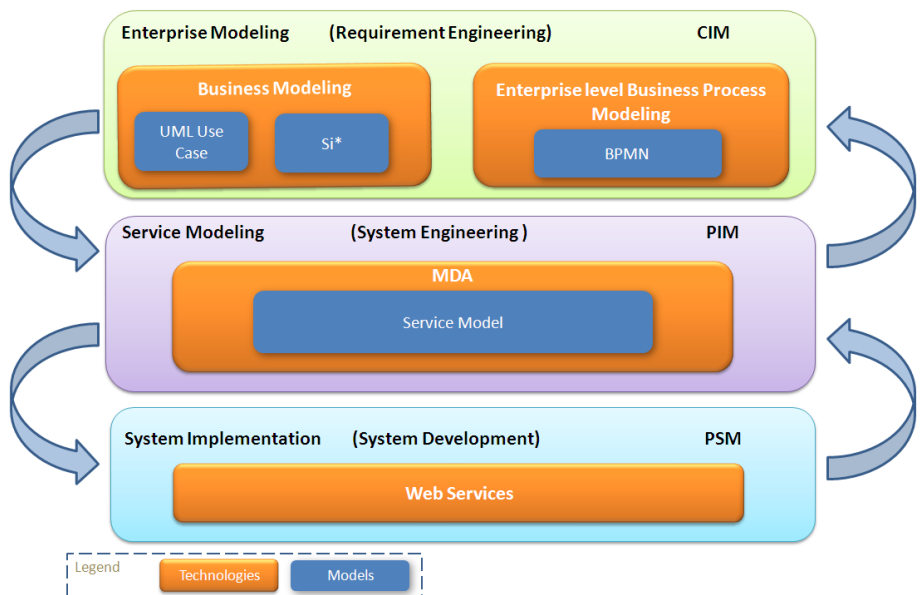 Enterprise Modeling (Requirement Engineering) CIM
Business Modeling
UML Use
Case
Si*
Enterprise level Business Process
Modeling
BPMN
Service Modeling (System Engineering ) PIM
MDA
Service Model
System Implementation (System Development) PSM
Web Services
Legend
Technologies
Models